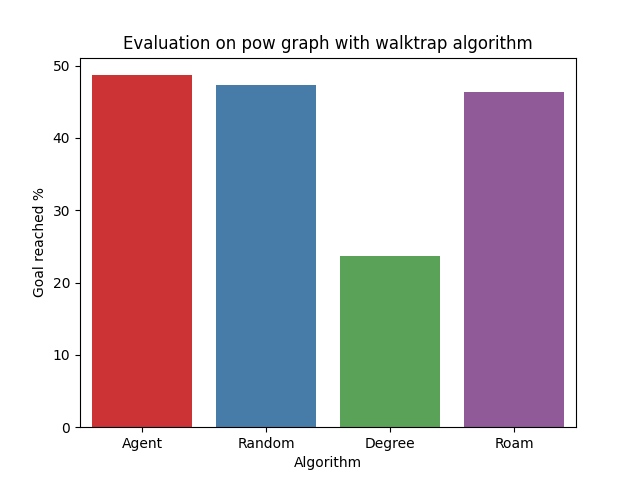 Evaluation on pow graph with walktrap algorithm
Goal reached %
50
40
30
20
10
0
Agent
Random
Degree
Roam
Algorithm